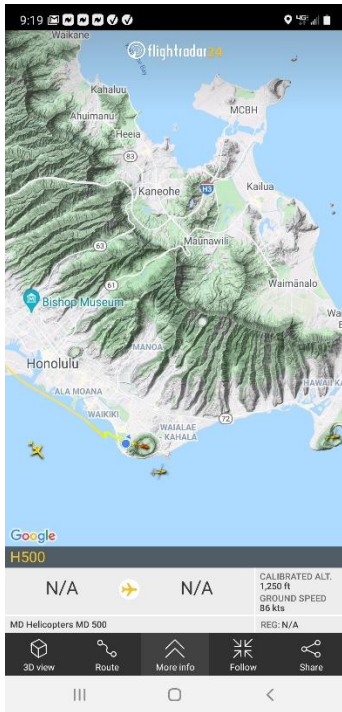 9:19
4G
flightradar24
Waikane
Kahaluu
Ahuimanu
MCBH
Heeia
83
Kaneohe
H3
Kailua
Maunawili
63
61
Waimānalo
Bishop Museum
MANOA
Honolulu
ALA MOANA
72
WAIKIKI
WAIALAE
KAHALA
Google
H500
N/A
N/A
CALIBRATED ALT.
1,250 ft
GROUND SPEED
86 kts
MD Helicopters MD 500
REG: N/A
3D view
Route
More info
Follow
Share